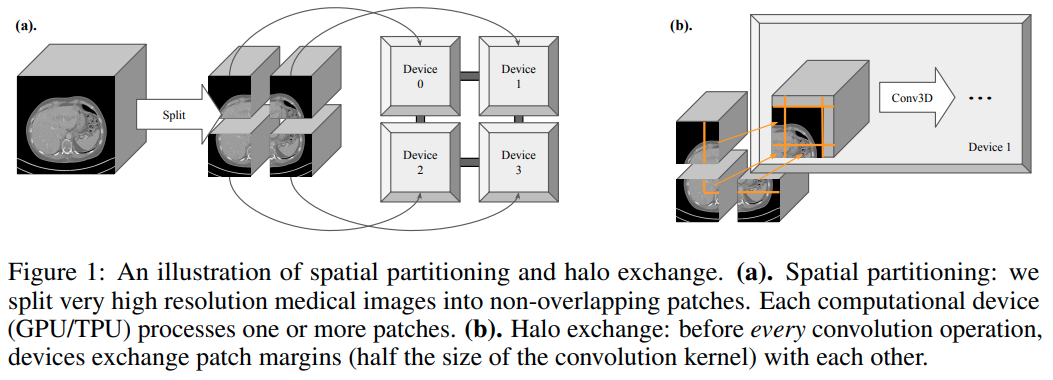 (a).
Split
Device
0
Device
1
Device
2
Device
3
(b).
Conv3D
...
Device 1
Figure 1: An illustration of spatial partitioning and halo exchange. (a). Spatial partitioning: we
split very high resolution medical images into non-overlapping patches. Each computational device
(GPU/TPU) processes one or more patches. (b). Halo exchange: before every convolution operation,
devices exchange patch margins (half the size of the convolution kernel) with each other.